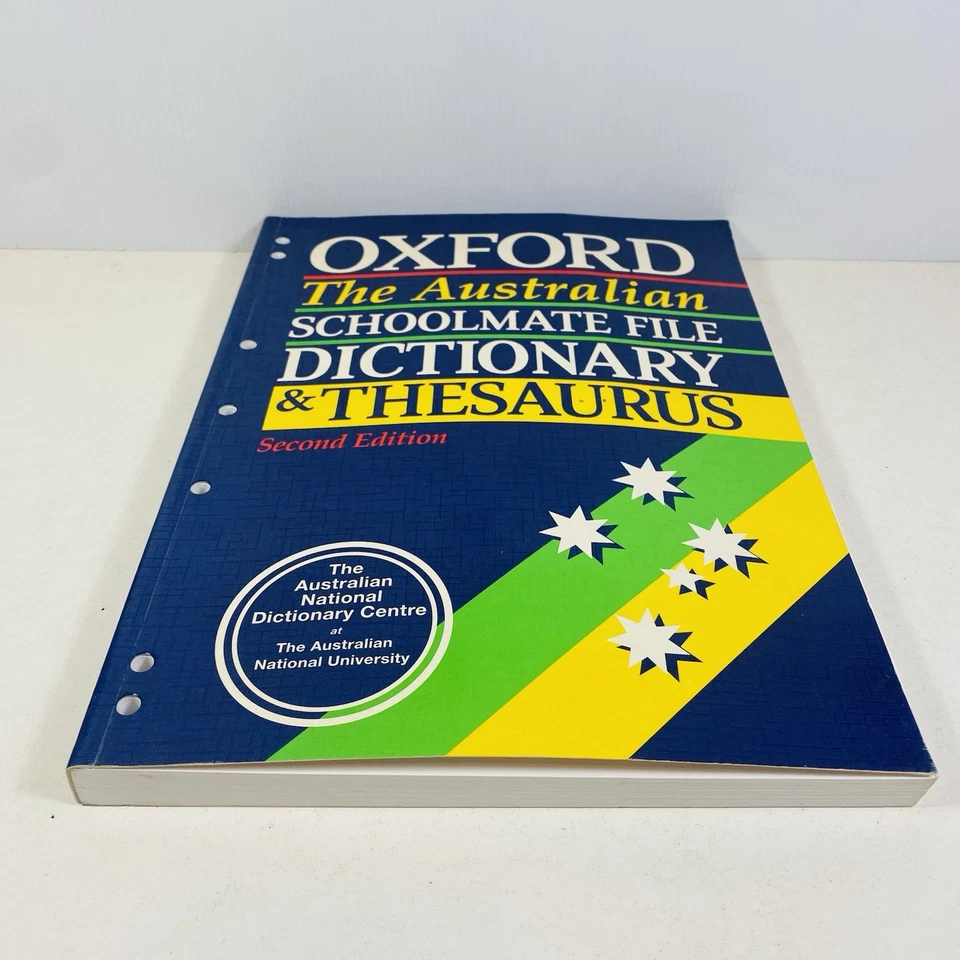 OXFORD
The Australian
SCHOOLMATE FILE
DICTIONARY
& THESAURUS
Second Edition
The
Australian
National
Dictionary Centre
at
The Australian
National University